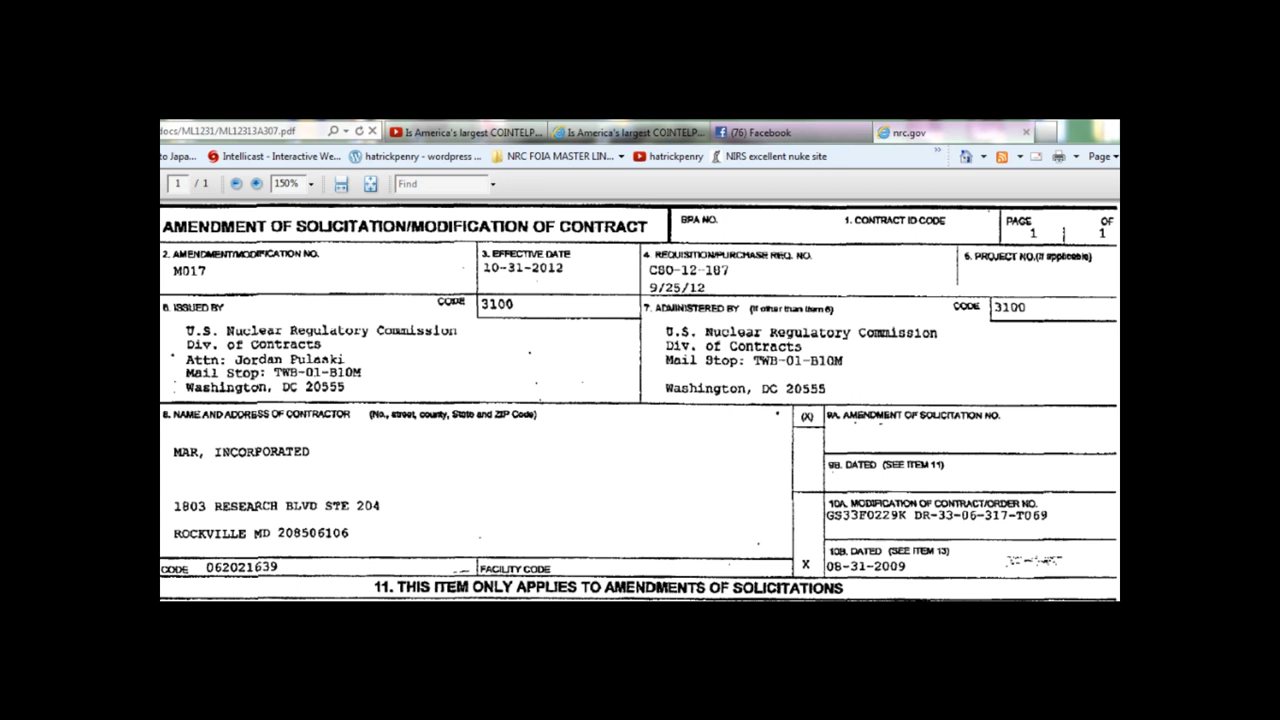 docs/ML1231/ML12313A307.pdf
Is America's largest COINTELP...
Is America's largest COINTELP...
(76) Facebook
nrc.gov
to Japa...
Intellicast - Interactive We...
hatrickpenry - wordpress ...
NRC FOIA MASTER LIN...
hatrickpenry
NIRS excellent nuke site
»
Page
1 / 1
150%
Find
AMENDMENT OF SOLICITATION/MODIFICATION OF CONTRACT
BPA NO.
1. CONTRACT ID CODE
PAGE OF
1 1
2. AMENDMENT/MODIFICATION NO.
M017
3. EFFECTIVE DATE
10-31-2012
4. REQUISITION/PURCHASE REQ. NO.
CSO-12-187
9/25/12
5. PROJECT NO.(If applicable)
6. ISSUED BY
CODE
3100
U.S. Nuclear Regulatory Commission
Div. of Contracts
Attn: Jordan Pulaski
Mail Stop: TWB-01-B10M
Washington, DC 20555
7. ADMINISTERED BY (If other than Item 6)
CODE
3100
U.S. Nuclear Regulatory Commission
Div. of Contracts
Mail Stop: TWB-01-B10M
Washington, DC 20555
8. NAME AND ADDRESS OF CONTRACTOR (No., street, county, State and ZIP Code)
MAR, INCORPORATED
1803 RESEARCH BLVD STE 204
ROCKVILLE MD 208506106
CODE 062021639
FACILITY CODE
(X)
9A. AMENDMENT OF SOLICITATION NO.
9B. DATED (SEE ITEM 11)
10A. MODIFICATION OF CONTRACT/ORDER NO.
GS33F0229K DR-33-06-317-T069
10B. DATED (SEE ITEM 13)
X
08-31-2009
11. THIS ITEM ONLY APPLIES TO AMENDMENTS OF SOLICITATIONS